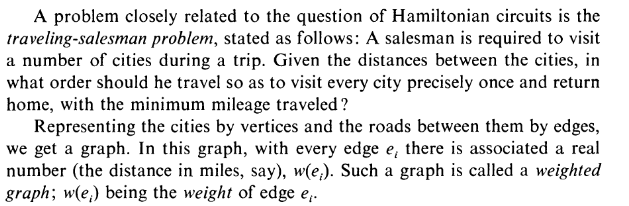 A problem closely related to the question of Hamiltonian circuits is the
traveling-salesman problem, stated as follows: A salesman is required to visit
a number of cities during a trip. Given the distances between the cities, in
what order should he travel so as to visit every city precisely once and return
home, with the minimum mileage traveled?
Representing the cities by vertices and the roads between them by edges,
we get a graph. In this graph, with every edge eᵢ there is associated a real
number (the distance in miles, say), w(eᵢ). Such a graph is called a weighted
graph; w(eᵢ) being the weight of edge eᵢ.